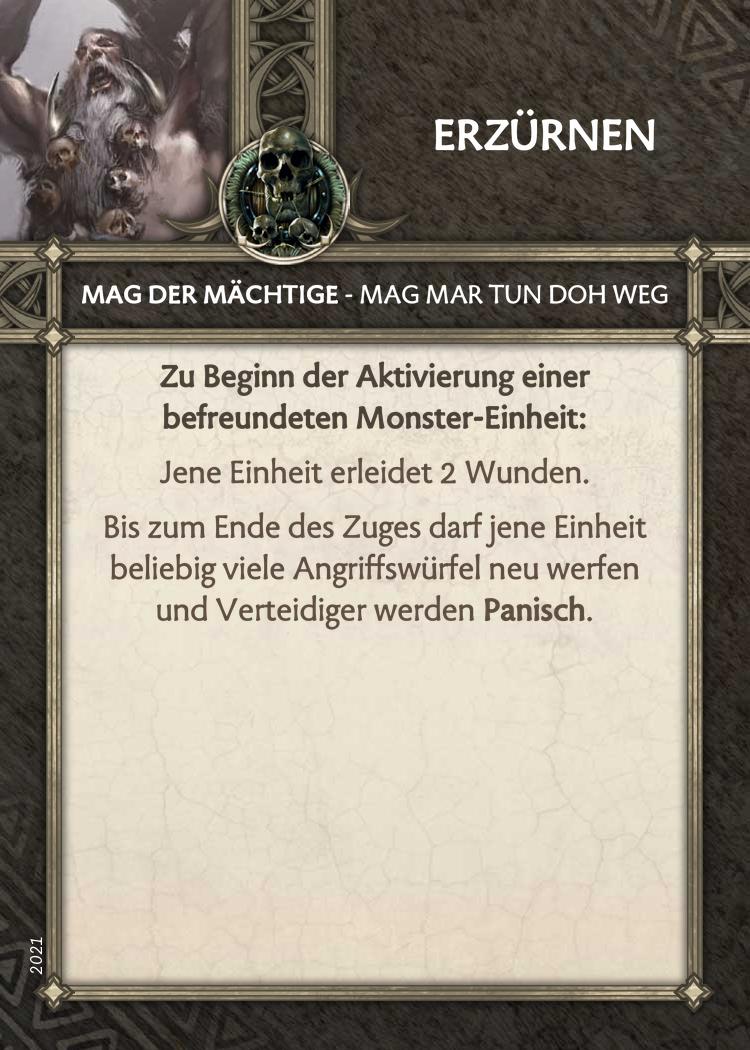 ERZÜRNEN
MAG DER MÄCHTIGE - MAG MAR TUN DOH WEG
Zu Beginn der Aktivierung einer
befreundeten Monster-Einheit:
Jene Einheit erleidet 2 Wunden.
Bis zum Ende des Zuges darf jene Einheit
beliebig viele Angriffswürfel neu werfen
und Verteidiger werden Panisch.
2021